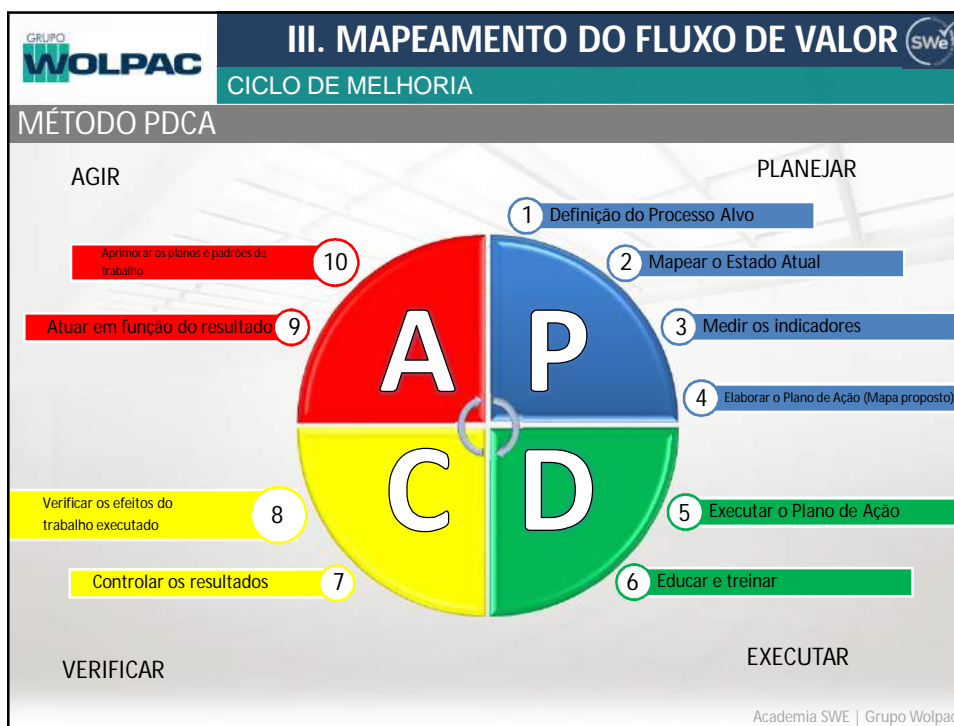 GRUPO
WOLPAC
III. MAPEAMENTO DO FLUXO DE VALOR
SWe
CICLO DE MELHORIA
MÉTODO PDCA
AGIR
PLANEJAR
1 Definição do Processo Alvo
2 Mapear o Estado Atual
3 Medir os indicadores
4 Elaborar o Plano de Ação (Mapa proposto)
Aprimorar os planos e padrões de
trabalho
10
Atuar em função do resultado 9
A P
C D
5 Executar o Plano de Ação
6 Educar e treinar
Verificar os efeitos do
trabalho executado
8
Controlar os resultados 7
VERIFICAR
EXECUTAR
Academia SWE | Grupo Wolpac